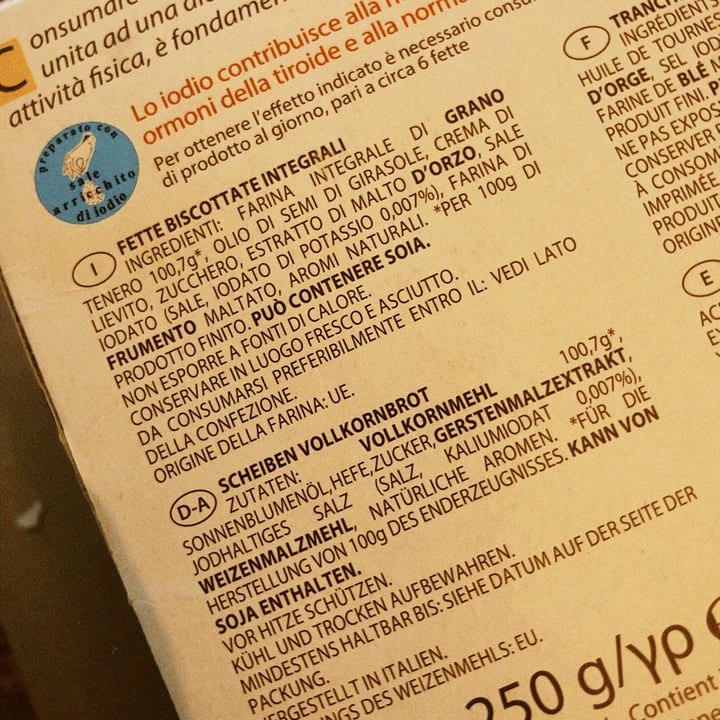 onsumare
unita ad una
attività fisica, è fondamen
Lo iodio contribuisce alla
ormoni della tiroide e alla norma
Per ottenere l'effetto indicato è necessario consu
di prodotto al giorno, pari a circa 6 fette
preparato con
sale
arricchito
di iodio
I FETTE BISCOTTATE INTEGRALI
INGREDIENTI: FARINA INTEGRALE DI GRANO
TENERO 100,7g*, OLIO DI SEMI DI GIRASOLE, CREMA DI
LIEVITO, ZUCCHERO, ESTRATTO DI MALTO D'ORZO, SALE
IODATO (SALE, IODATO DI POTASSIO 0,007%), FARINA DI
FRUMENTO MALTATO, AROMI NATURALI. *PER 100g DI
PRODOTTO FINITO. PUÒ CONTENERE SOIA.
NON ESPORRE A FONTI DI CALORE.
CONSERVARE IN LUOGO FRESCO E ASCIUTTO.
DA CONSUMARSI PREFERIBILMENTE ENTRO IL: VEDI LATO
DELLA CONFEZIONE.
ORIGINE DELLA FARINA: UE.
D-A SCHEIBEN VOLLKORNBROT
ZUTATEN: VOLLKORNMEHL 100,7g*,
SONNENBLUMENÖL, HEFE, ZUCKER, GERSTENMALZEXTRAKT,
JODHALTIGES SALZ (SALZ, KALIUMIODAT 0,007%),
WEIZENMALZMEHL, NATÜRLICHE AROMEN. *FÜR DIE
HERSTELLUNG VON 100g DES ENDERZEUGNISSES. KANN VON
SOJA ENTHALTEN.
VOR HITZE SCHÜTZEN.
KÜHL UND TROCKEN AUFBEWAHREN.
MINDESTENS HALTBAR BIS: SIEHE DATUM AUF DER SEITE DER
PACKUNG.
HERGESTELLT IN ITALIEN.
NGS DES WEIZENMEHLS: EU.
F TRANCH
INGRÉDIENTS
HUILE DE TOURNES
D'ORGE, SEL IOD
FARINE DE BLÉ
PRODUIT FINI. P
NE PAS EXPOS
CONSERVER
À CONSOM
IMPRIMÉE
PRODUIT
ORIGIN
E
250 g/γρ
Contient